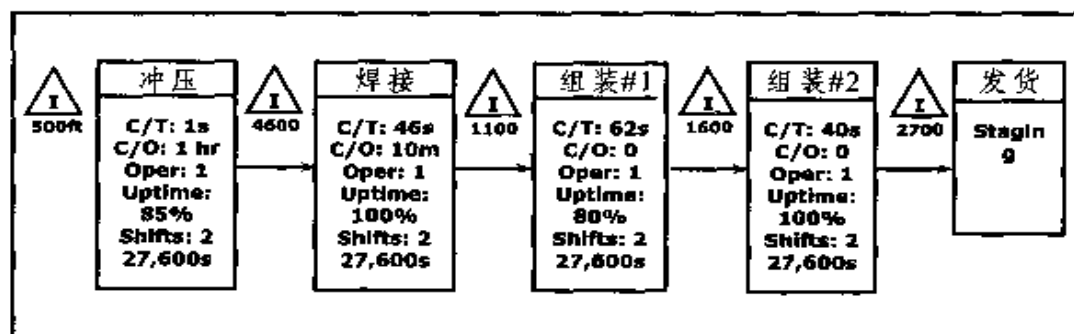 冲压
焊接
组装#1
组装#2
发货
I
500ft
I
4600
I
1100
I
1600
I
2700
C/T: 1s
C/O: 1 hr
Oper: 1
Uptime:
85%
Shifts: 2
27,600s
C/T: 46s
C/O: 10m
Oper: 1
Uptime:
100%
Shifts: 2
27,600s
C/T: 62s
C/O: 0
Oper: 1
Uptime:
80%
Shifts: 2
27,600s
C/T: 40s
C/O: 0
Oper: 1
Uptime:
100%
Shifts: 2
27,600s
Stagin
g